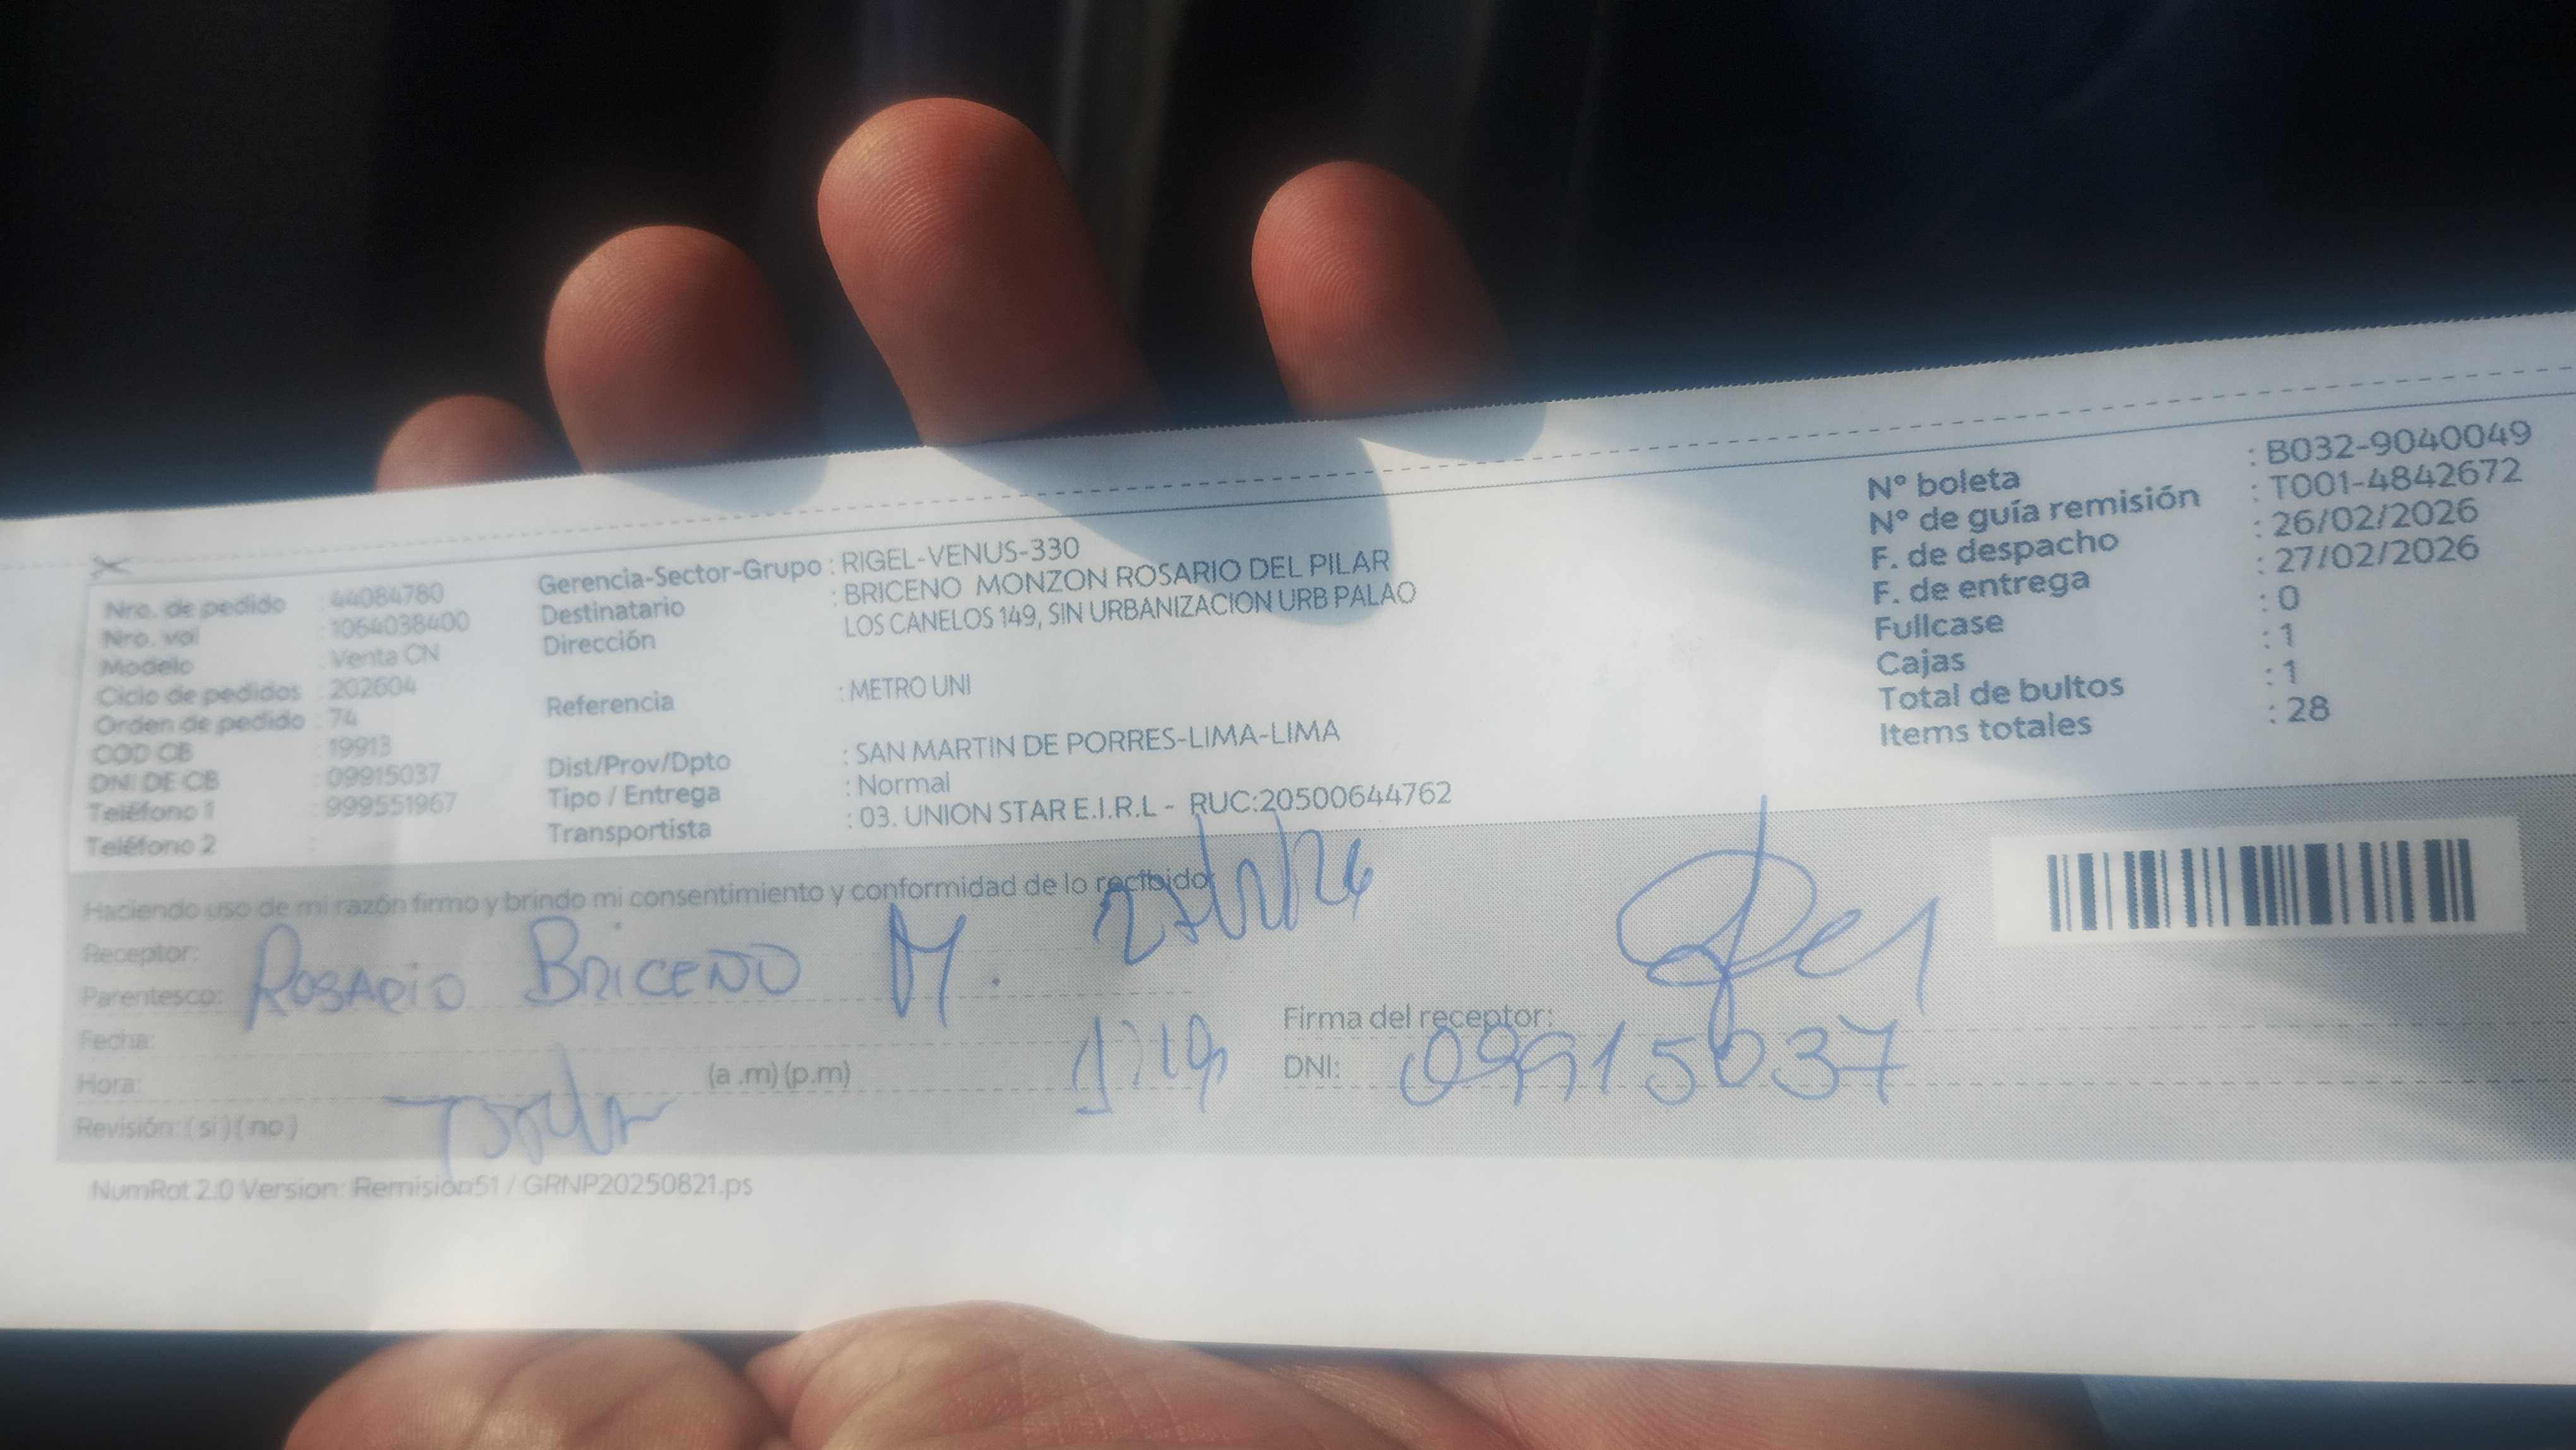 Nro. de pedido : 44084780
Nro. val : 1064038400
Modelo : Venta CN
Ciclo de pedidos : 202604
Orden de pedido : 74
COD CB : 19913
DNI DE CB : 09915037
Teléfono 1 : 999551967
Teléfono 2 :
Gerencia-Sector-Grupo : RIGEL-VENUS-330
Destinatario : BRICENO MONZON ROSARIO DEL PILAR
Dirección LOS CANELOS 149, SIN URBANIZACION URB PALAO
Referencia : METRO UNI
Dist/Prov/Dpto : SAN MARTIN DE PORRES-LIMA-LIMA
Tipo / Entrega : Normal
Transportista : 03. UNION STAR E.I.R.L - RUC:20500644762
N° boleta : B032-9040049
N° de guía remisión : T001-4842672
F. de despacho : 26/02/2026
F. de entrega : 27/02/2026
Fullcase : 0
Cajas : 1
Total de bultos : 1
Items totales : 28
Haciendo uso de mi razón firmo y brindo mi consentimiento y conformidad de lo recibido
Receptor:
Parentesco: ROSARIO BRICENO M.
Fecha:
Hora: (a .m) (p.m)
Revisión: ( si ) ( no )
Firma del receptor:
DNI: 09915037
NumRot 2.0 Version: Remision51 / GRNP20250821.ps